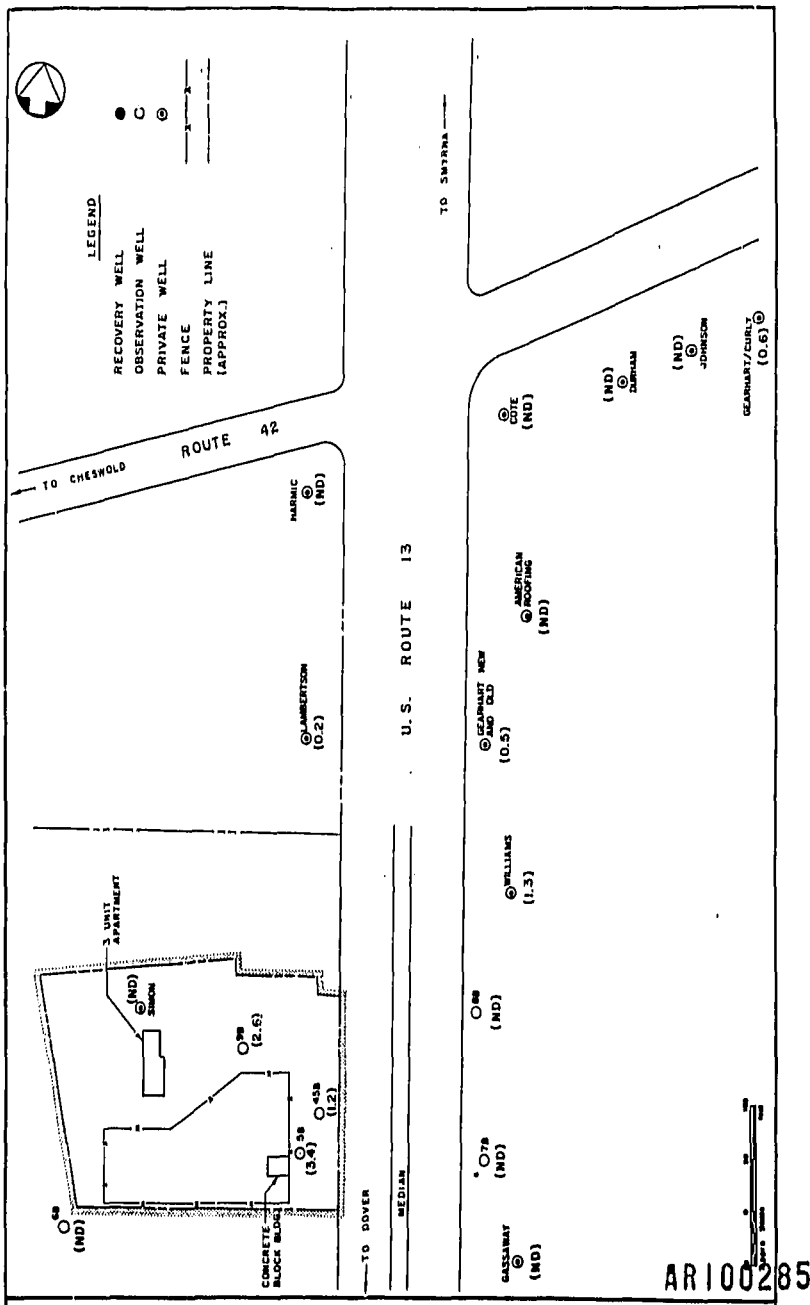 LEGEND
RECOVERY WELL
OBSERVATION WELL
PRIVATE WELL
FENCE
PROPERTY LINE
(APPROX.)
TO CHESWOLD
ROUTE 42
HARMIC
(ND)
LAMBERTSON
(0.2)
3 UNIT
APARTMENT
(ND)
SIMON
9B
(2.6)
45B
(1.2)
5B
(3.4)
6B
(ND)
CONCRETE
BLOCK BLDG.
TO DOVER
MEDIAN
U.S. ROUTE 13
TO SMYRNA
GASSAWAY
(ND)
7B
(ND)
8B
(ND)
WILLIAMS
(1.3)
GEARHART NEW
AND OLD
(0.5)
AMERICAN
ROOFING
(ND)
COTE
(ND)
(ND)
DURHAM
(ND)
JOHNSON
GEARHART/CURLY
(0.6)
AR100285